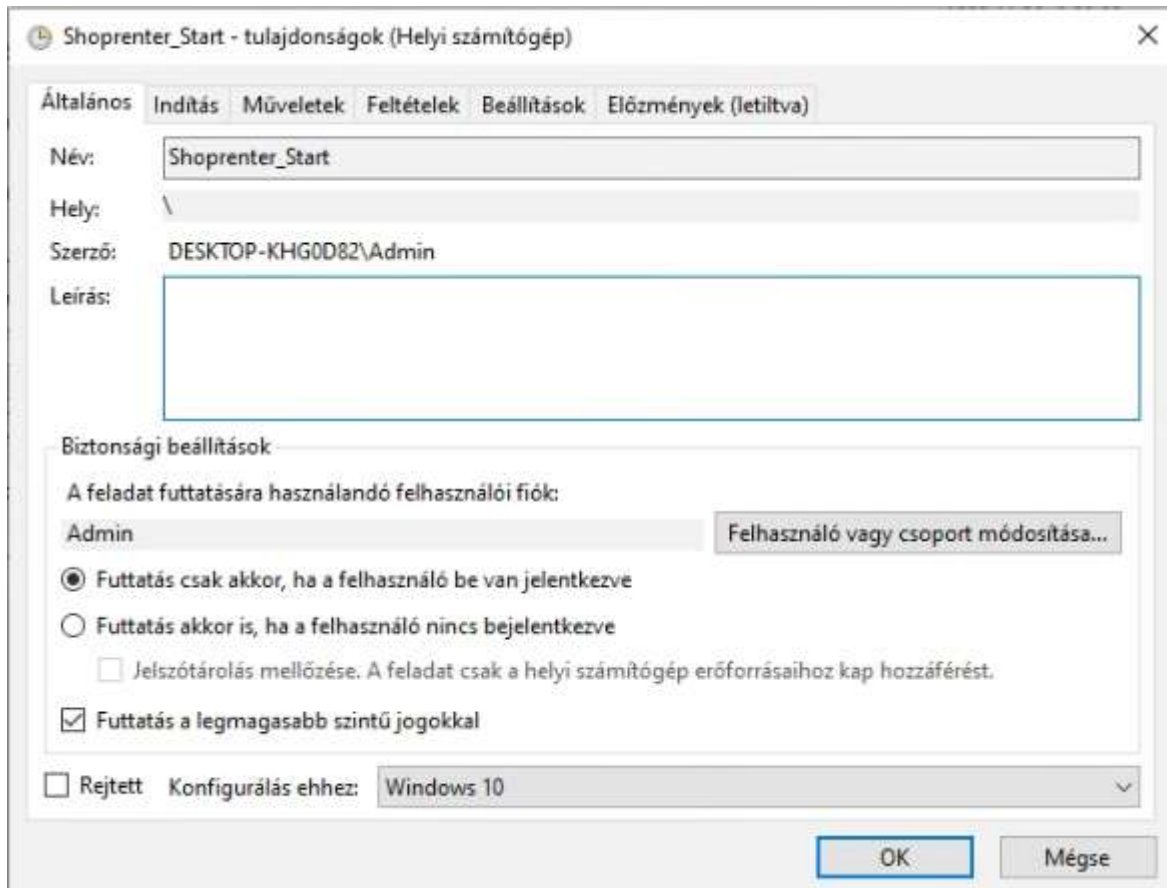 Shoprenter_Start - tulajdonságok (Helyi számítógép)
Általános Indítás Műveletek Feltételek Beállítások Előzmények (letiltva)
Név: Shoprenter_Start
Hely: \
Szerző: DESKTOP-KHG0D82\Admin
Leírás:
Biztonsági beállítások
A feladat futtatására használandó felhasználói fiók:
Admin Felhasználó vagy csoport módosítása...
Futtatás csak akkor, ha a felhasználó be van jelentkezve
Futtatás akkor is, ha a felhasználó nincs bejelentkezve
Jelszótárolás mellőzése. A feladat csak a helyi számítógép erőforrásaihoz kap hozzáférést.
Futtatás a legmagasabb szintű jogokkal
Rejtett Konfigurálás ehhez: Windows 10
OK Mégse